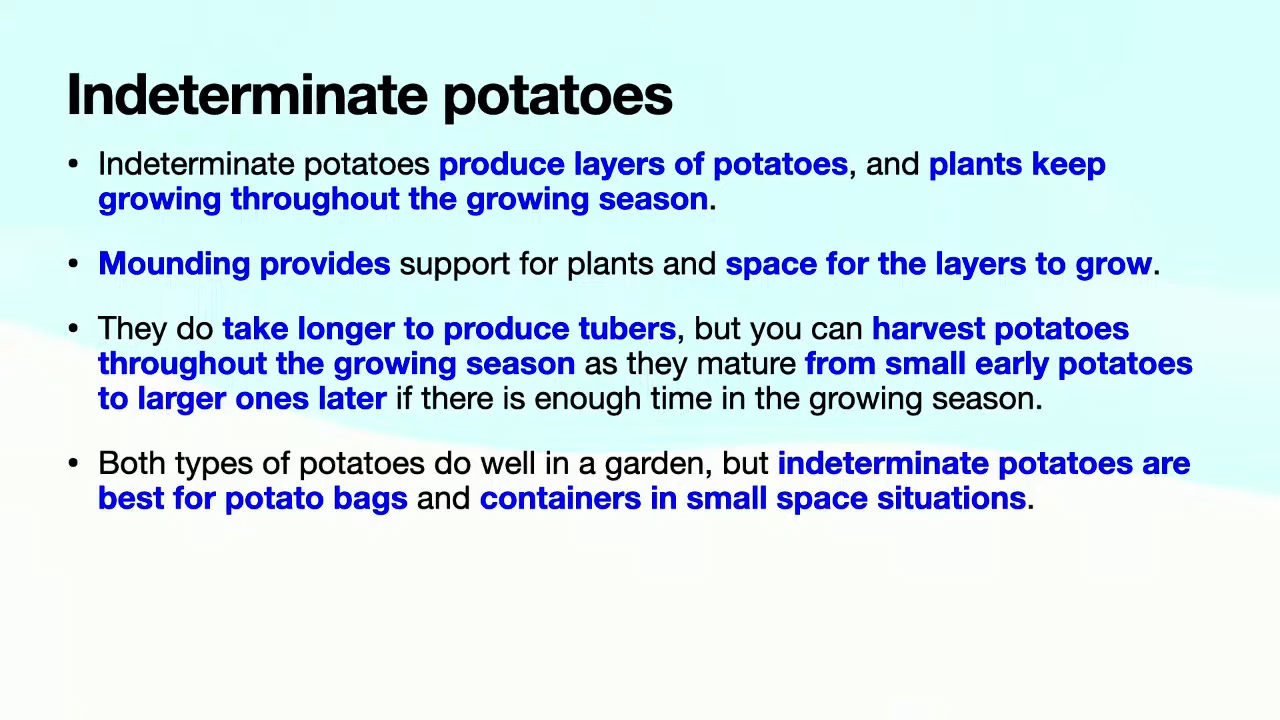 Indeterminate potatoes
• Indeterminate potatoes produce layers of potatoes, and plants keep
growing throughout the growing season.
• Mounding provides support for plants and space for the layers to grow.
• They do take longer to produce tubers, but you can harvest potatoes
throughout the growing season as they mature from small early potatoes
to larger ones later if there is enough time in the growing season.
• Both types of potatoes do well in a garden, but indeterminate potatoes are
best for potato bags and containers in small space situations.